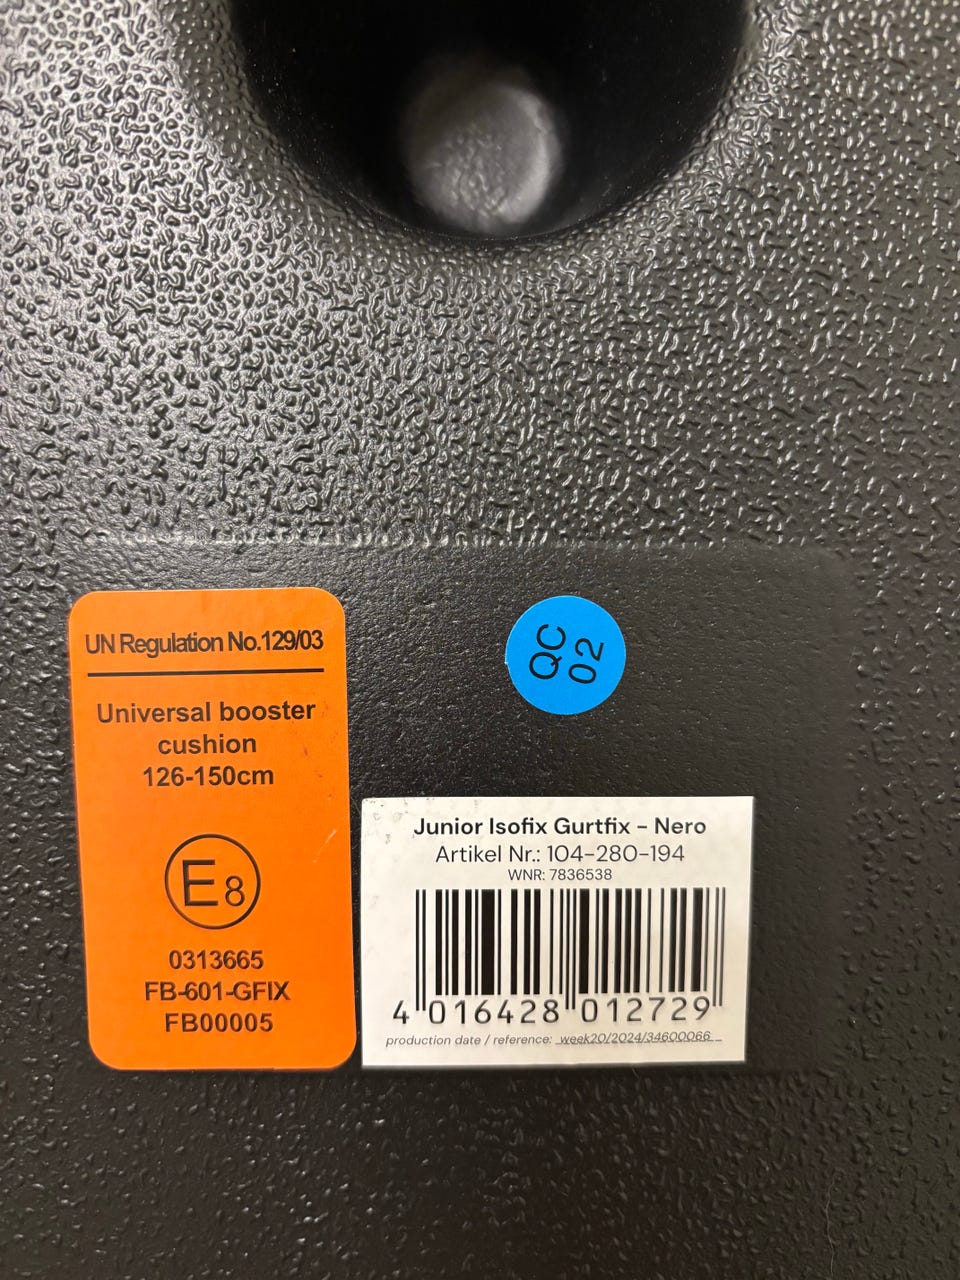 UN Regulation No.129/03
Universal booster
cushion
126-150cm
E8
0313665
FB-601-GFIX
FB00005
QC
02
Junior Isofix Gurtfix - Nero
Artikel Nr.: 104-280-194
WNR: 7836538
4 016428 012729
production date / reference: week20/2024/34600066